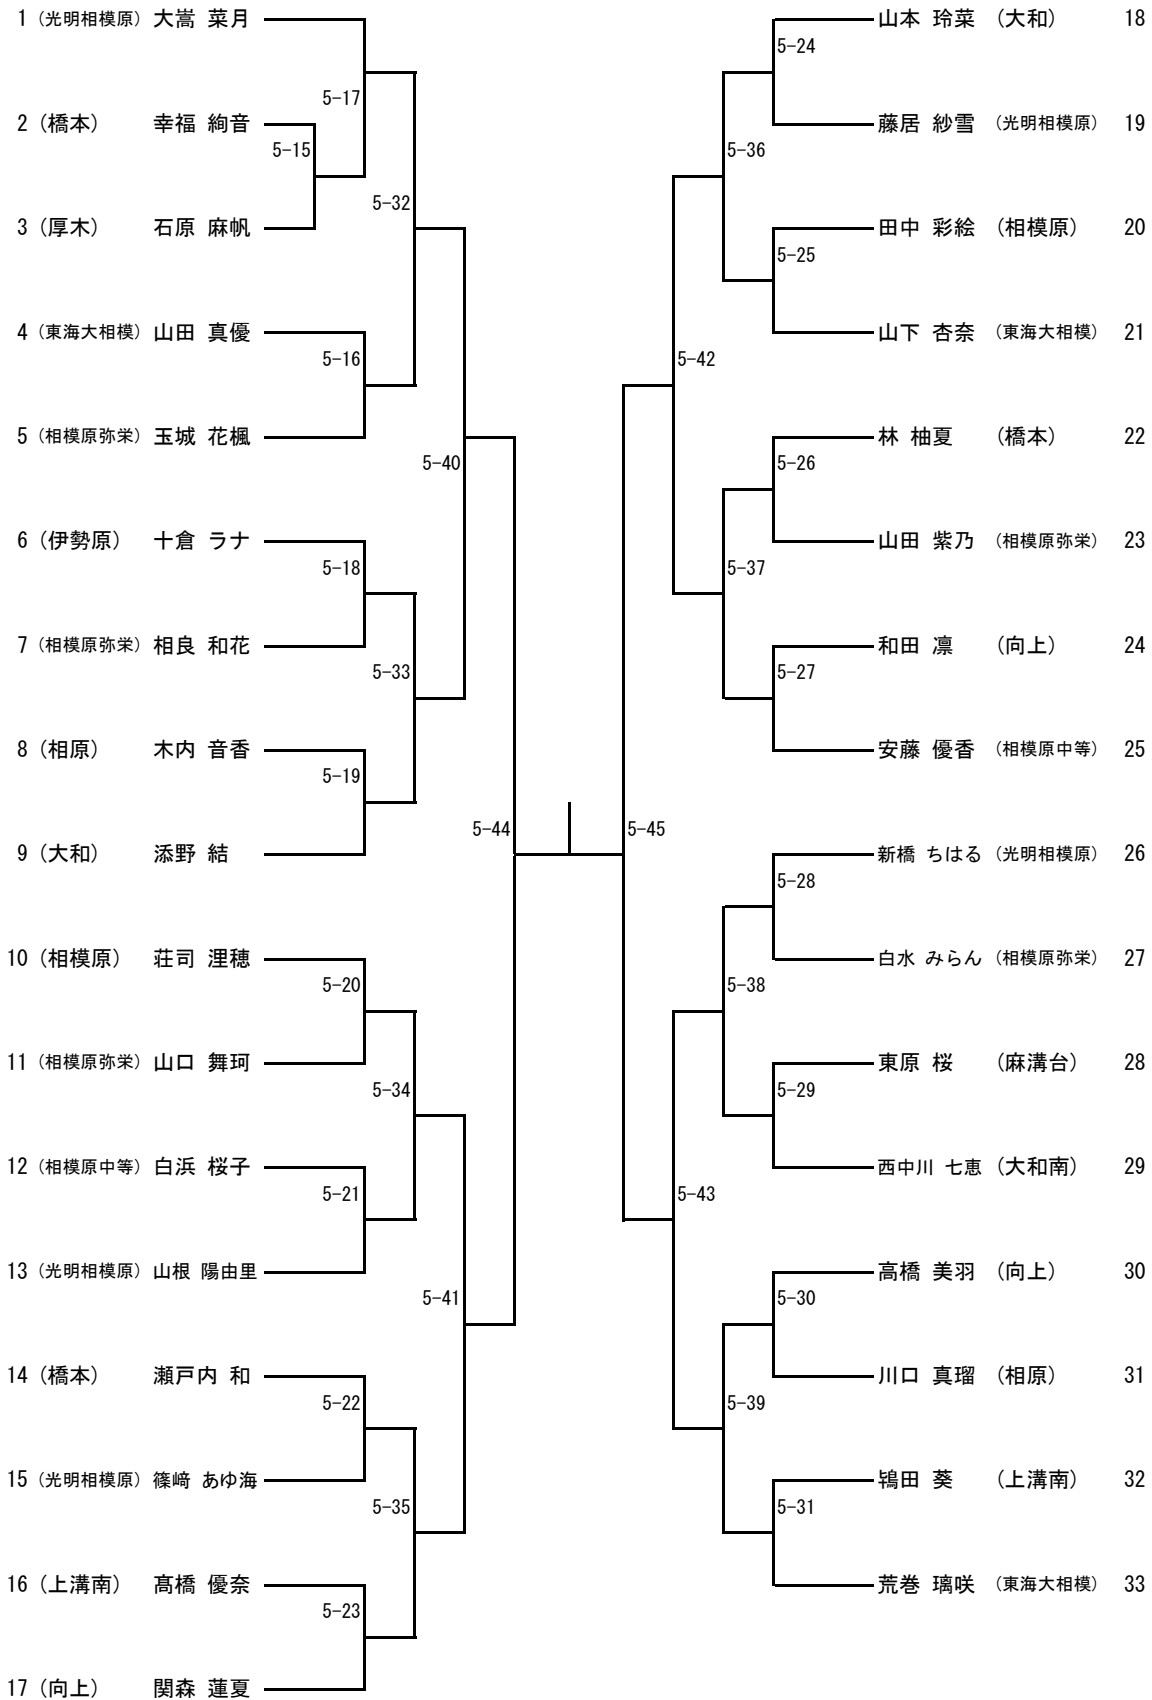 1 (光明相模原) 大嵩 菜月
5-17
2 (橋本) 幸福 絢音
5-15
5-32
3 (厚木) 石原 麻帆
4 (東海大相模) 山田 真優
5-16
5 (相模原弥栄) 玉城 花楓
5-40
6 (伊勢原) 十倉 ラナ
5-18
7 (相模原弥栄) 相良 和花
5-33
8 (相原) 木内 音香
5-19
5-44
9 (大和) 添野 結
10 (相模原) 荘司 浬穂
5-20
11 (相模原弥栄) 山口 舞珂
5-34
12 (相模原中等) 白浜 桜子
5-21
13 (光明相模原) 山根 陽由里
5-41
14 (橋本) 瀬戸内 和
5-22
15 (光明相模原) 篠﨑 あゆ海
5-35
16 (上溝南) 髙橋 優奈
5-23
17 (向上) 関森 蓮夏
山本 玲菜 (大和) 18
5-24
藤居 紗雪 (光明相模原) 19
5-36
田中 彩絵 (相模原) 20
5-25
山下 杏奈 (東海大相模) 21
5-42
林 柚夏 (橋本) 22
5-26
山田 紫乃 (相模原弥栄) 23
5-37
和田 凛 (向上) 24
5-27
安藤 優香 (相模原中等) 25
5-45
新橋 ちはる (光明相模原) 26
5-28
白水 みらん (相模原弥栄) 27
5-38
東原 桜 (麻溝台) 28
5-29
西中川 七恵 (大和南) 29
5-43
高橋 美羽 (向上) 30
5-30
川口 真瑠 (相原) 31
5-39
鴇田 葵 (上溝南) 32
5-31
荒巻 璃咲 (東海大相模) 33